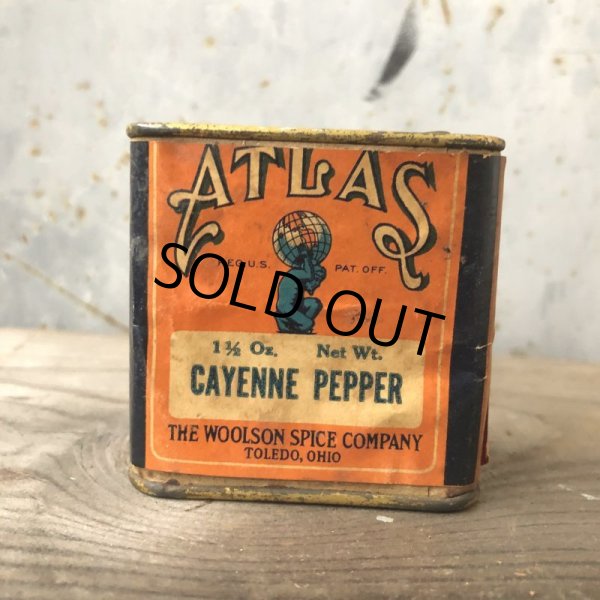 ATLAS
REG U.S. PAT. OFF.
SOLD OUT
1½ Oz. Net Wt.
CAYENNE PEPPER
THE WOOLSON SPICE COMPANY
TOLEDO, OHIO